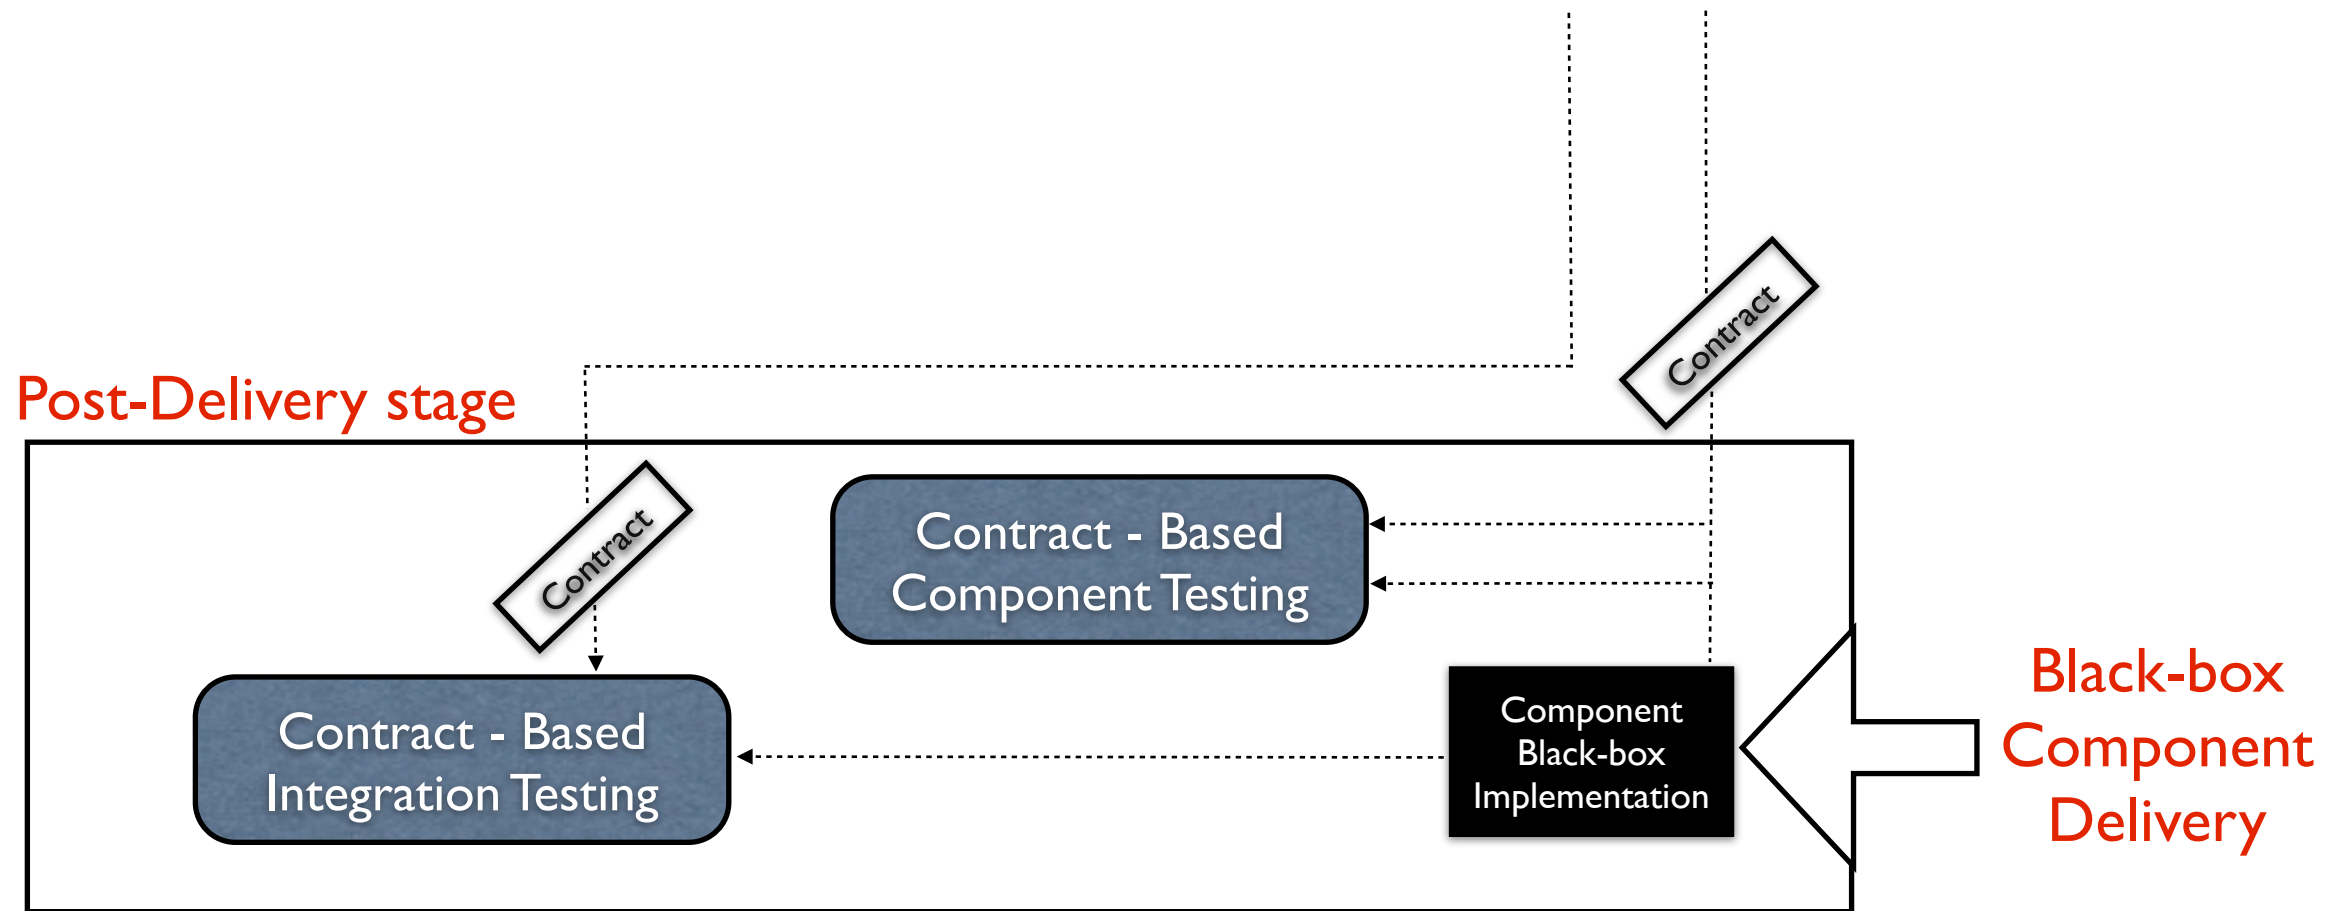 Contract
Post-Delivery stage
Contract
Contract - Based
Component Testing
Contract - Based
Integration Testing
Component
Black-box
Implementation
Black-box
Component
Delivery